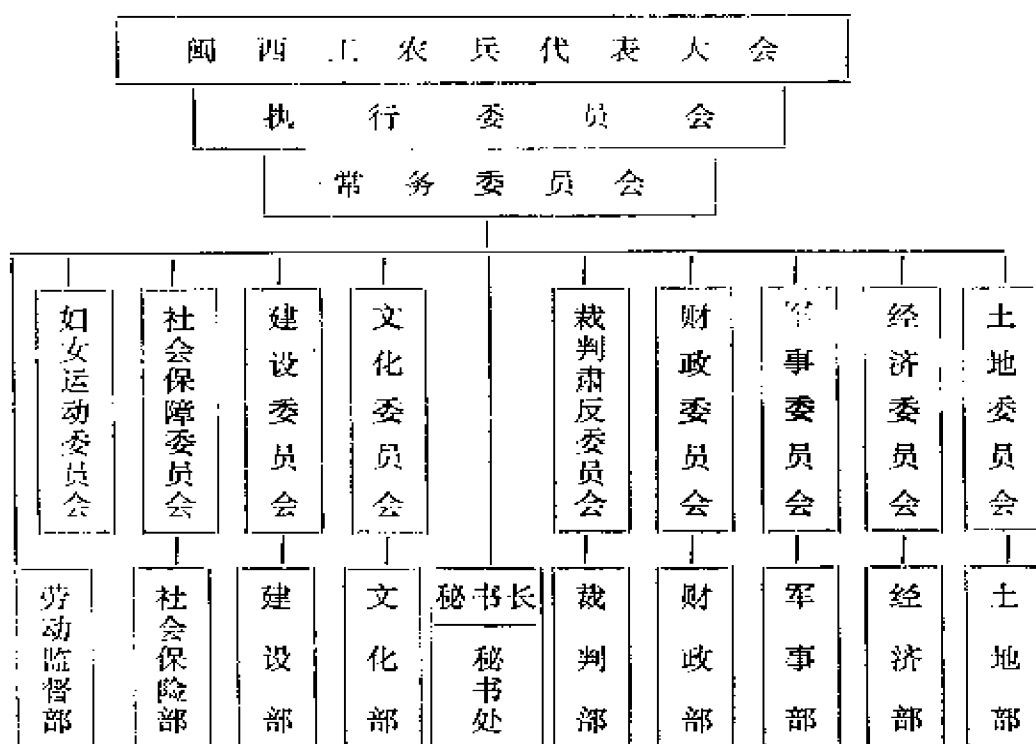 闽西工农兵代表大会
执行委员会
常务委员会
妇女运动委员会
社会保障委员会
建设委员会
文化委员会
裁判肃反委员会
财政委员会
军事委员会
经济委员会
土地委员会
劳动监督部
社会保险部
建设部
文化部
秘书长
秘书处
裁判部
财政部
军事部
经济部
土地部